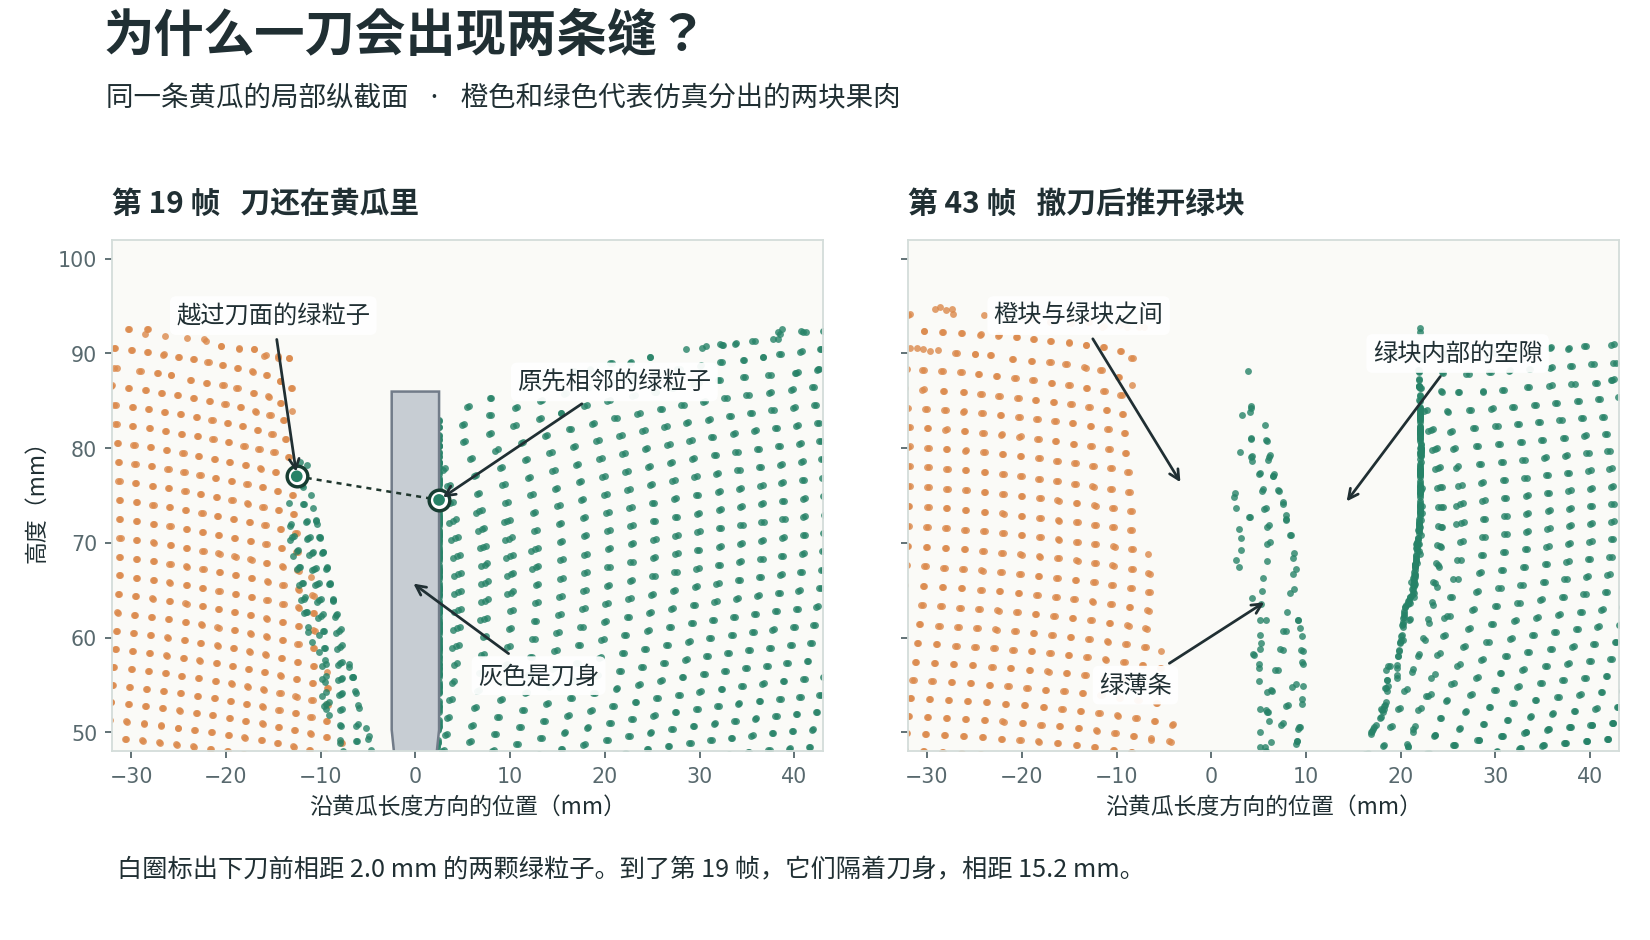 为什么一刀会出现两条缝？
同一条黄瓜的局部纵截面 · 橙色和绿色代表仿真分出的两块果肉
第 19 帧 刀还在黄瓜里
100
90
80
70
60
50
高度（mm）
越过刀面的绿粒子
原先相邻的绿粒子
灰色是刀身
−30 −20 −10 0 10 20 30 40
沿黄瓜长度方向的位置（mm）
第 43 帧 撤刀后推开绿块
橙块与绿块之间
绿块内部的空隙
绿薄条
−30 −20 −10 0 10 20 30 40
沿黄瓜长度方向的位置（mm）
白圈标出下刀前相距 2.0 mm 的两颗绿粒子。到了第 19 帧，它们隔着刀身，相距 15.2 mm。